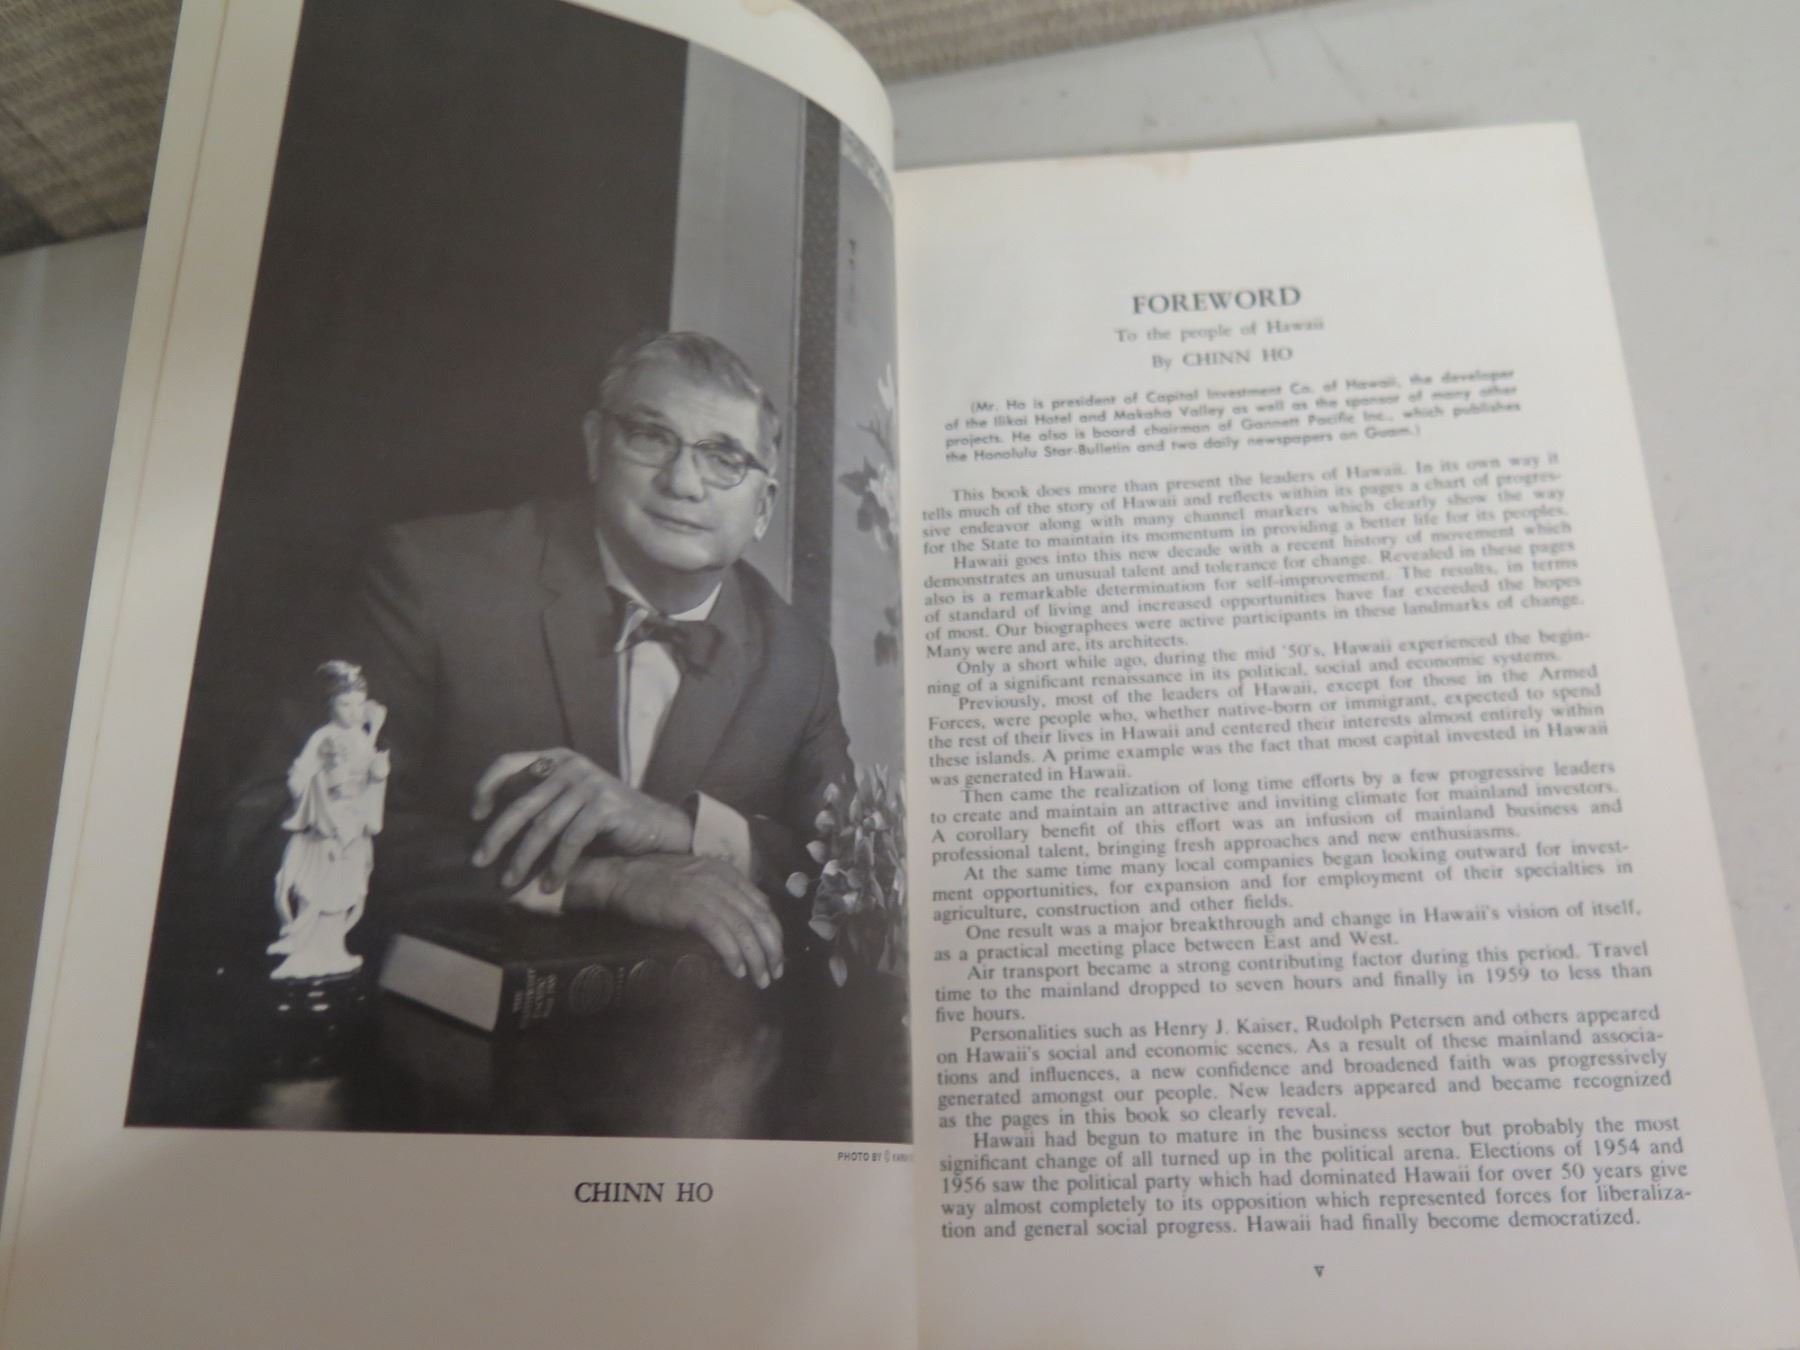 PHOTO BY ©
CHINN HO
FOREWORD
To the people of Hawaii
By CHINN HO
(Mr. Ho is president of Capital Investment Co. of Hawaii, the developer
of the Ilikai Hotel and Makaha Valley as well as the sponsor of many other
projects. He also is board chairman of Gannett Pacific Inc., which publishes
the Honolulu Star-Bulletin and two daily newspapers on Guam.)
This book does more than present the leaders of Hawaii. In its own way it
tells much of the story of Hawaii and reflects within its pages a chart of progres-
sive endeavor along with many channel markers which clearly show the way
for the State to maintain its momentum in providing a better life for its peoples.
Hawaii goes into this new decade with a recent history of movement which
demonstrates an unusual talent and tolerance for change. Revealed in these pages
also is a remarkable determination for self-improvement. The results, in terms
of standard of living and increased opportunities have far exceeded the hopes
of most. Our biographees were active participants in these landmarks of change.
Many were and are, its architects.
Only a short while ago, during the mid '50's, Hawaii experienced the begin-
ning of a significant renaissance in its political, social and economic systems.
Previously, most of the leaders of Hawaii, except for those in the Armed
Forces, were people who, whether native-born or immigrant, expected to spend
the rest of their lives in Hawaii and centered their interests almost entirely within
these islands. A prime example was the fact that most capital invested in Hawaii
was generated in Hawaii.
Then came the realization of long time efforts by a few progressive leaders
to create and maintain an attractive and inviting climate for mainland investors.
A corollary benefit of this effort was an infusion of mainland business and
professional talent, bringing fresh approaches and new enthusiasms.
At the same time many local companies began looking outward for invest-
ment opportunities, for expansion and for employment of their specialties in
agriculture, construction and other fields.
One result was a major breakthrough and change in Hawaii's vision of itself,
as a practical meeting place between East and West.
Air transport became a strong contributing factor during this period. Travel
time to the mainland dropped to seven hours and finally in 1959 to less than
five hours.
Personalities such as Henry J. Kaiser, Rudolph Petersen and others appeared
on Hawaii's social and economic scenes. As a result of these mainland associa-
tions and influences, a new confidence and broadened faith was progressively
generated amongst our people. New leaders appeared and became recognized
as the pages in this book so clearly reveal.
Hawaii had begun to mature in the business sector but probably the most
significant change of all turned up in the political arena. Elections of 1954 and
1956 saw the political party which had dominated Hawaii for over 50 years give
way almost completely to its opposition which represented forces for liberaliza-
tion and general social progress. Hawaii had finally become democratized.
V